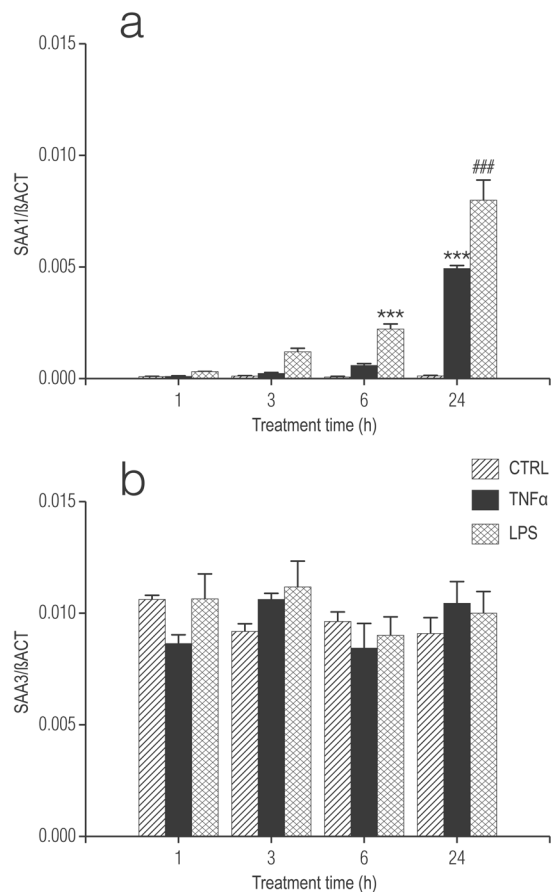 a
0.015
0.010
0.005
0.000
SAA1/ßACT
***
***
###
1 3 6 24
Treatment time (h)
b
CTRL
TNFα
LPS
0.015
0.010
0.005
0.000
SAA3/ßACT
1 3 6 24
Treatment time (h)